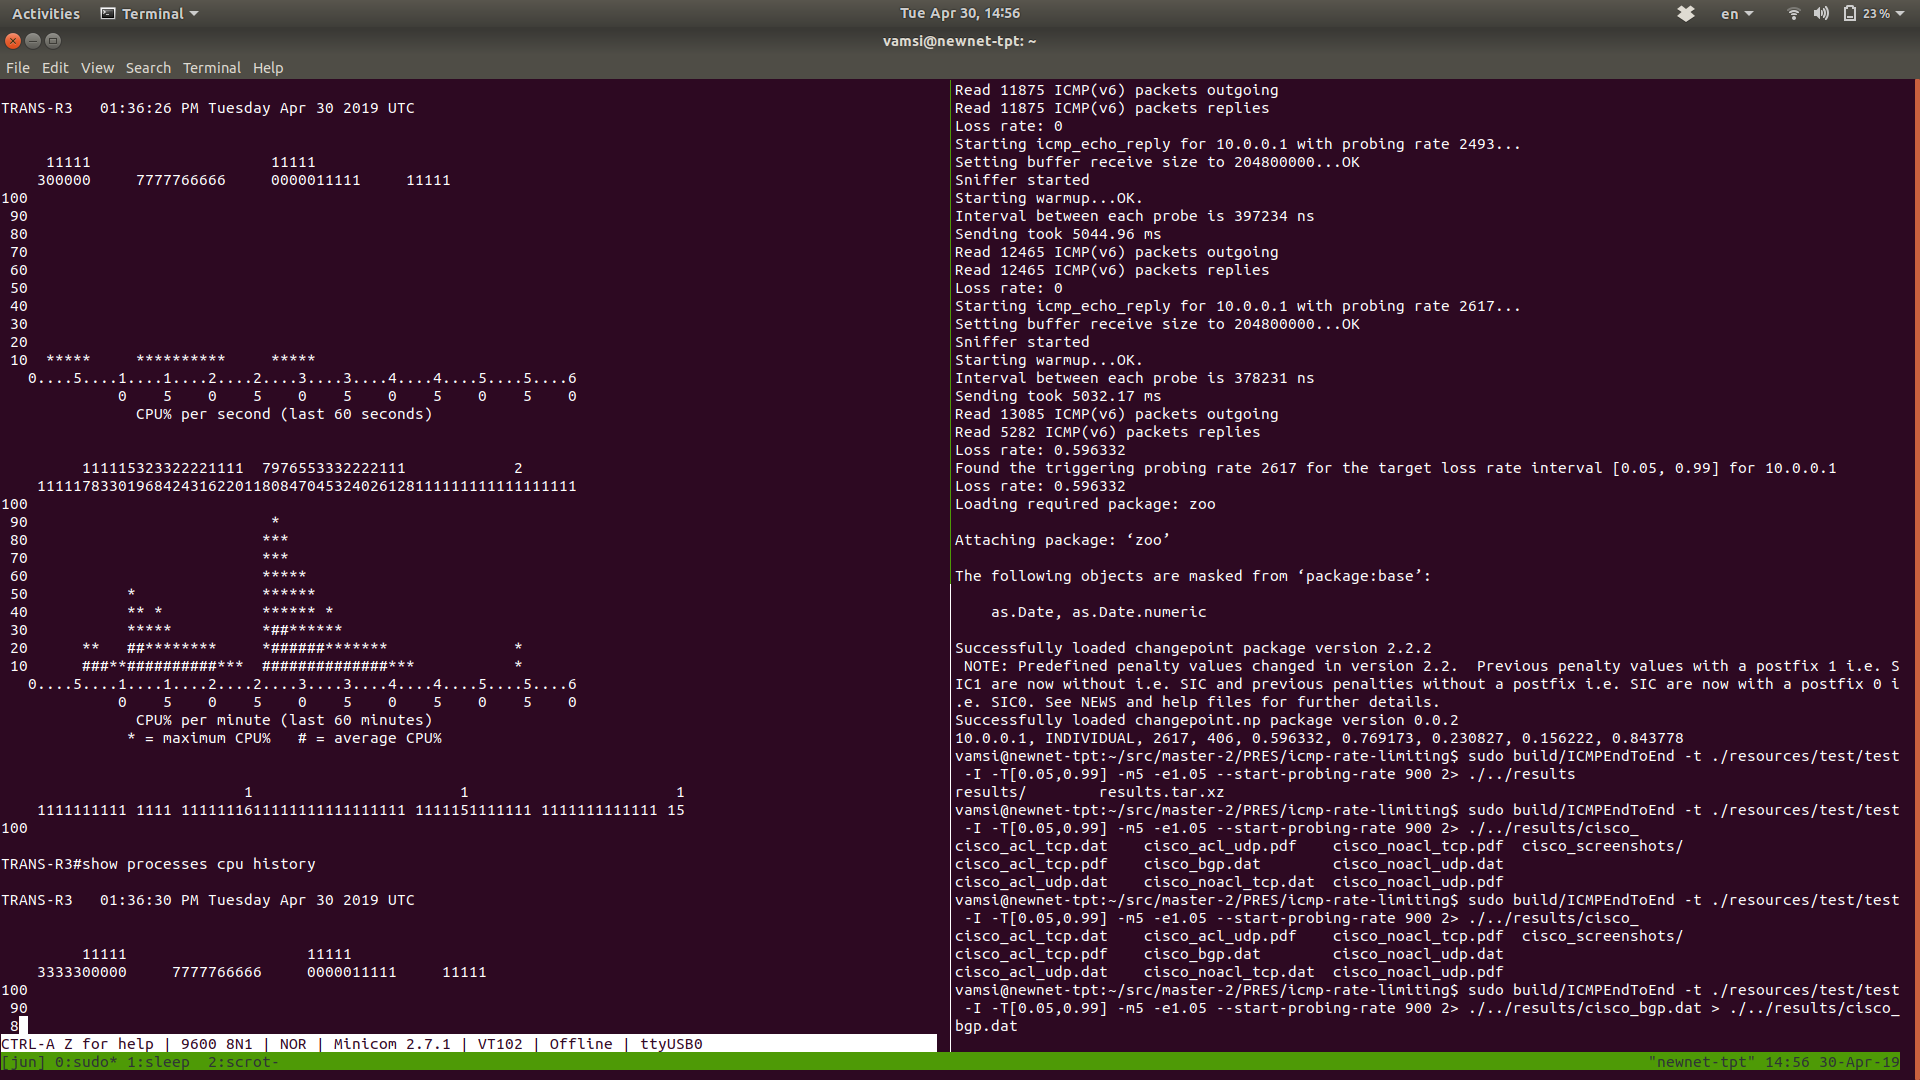 Activities Terminal Tue Apr 30, 14:56 en 23 %
vamsi@newnet-tpt: ~
File Edit View Search Terminal Help
TRANS-R3   01:36:26 PM Tuesday Apr 30 2019 UTC
     11111                    11111
    300000     7777766666     0000011111     11111
100
 90
 80
 70
 60
 50
 40
 30
 20
 10  *****     **********     *****
   0....5....1....1....2....2....3....3....4....4....5....5....6
             0    5    0    5    0    5    0    5    0    5    0
               CPU% per second (last 60 seconds)
         111115323322221111  7976553332222111            2
    111117833019684243162201180847045324026128111111111111111111
100
 90                           *
 80                          ***
 70                          ***
 60                          *****
 50           *              ******
 40           ** *           ****** *
 30           *****          *##******
 20      **   ##********     *######*******              *
 10      ###**##########***  ##############***           *
   0....5....1....1....2....2....3....3....4....4....5....5....6
             0    5    0    5    0    5    0    5    0    5    0
               CPU% per minute (last 60 minutes)
              * = maximum CPU%   # = average CPU%
                           1                       1                       1
    1111111111 1111 1111111611111111111111111 1111151111111 1111111111111 15
100
TRANS-R3#show processes cpu history
TRANS-R3   01:36:30 PM Tuesday Apr 30 2019 UTC
         11111                    11111
    3333300000     7777766666     0000011111     11111
100
 90
 8
CTRL-A Z for help | 9600 8N1 | NOR | Minicom 2.7.1 | VT102 | Offline | ttyUSB0
Read 11875 ICMP(v6) packets outgoing
Read 11875 ICMP(v6) packets replies
Loss rate: 0
Starting icmp_echo_reply for 10.0.0.1 with probing rate 2493...
Setting buffer receive size to 204800000...OK
Sniffer started
Starting warmup...OK.
Interval between each probe is 397234 ns
Sending took 5044.96 ms
Read 12465 ICMP(v6) packets outgoing
Read 12465 ICMP(v6) packets replies
Loss rate: 0
Starting icmp_echo_reply for 10.0.0.1 with probing rate 2617...
Setting buffer receive size to 204800000...OK
Sniffer started
Starting warmup...OK.
Interval between each probe is 378231 ns
Sending took 5032.17 ms
Read 13085 ICMP(v6) packets outgoing
Read 5282 ICMP(v6) packets replies
Loss rate: 0.596332
Found the triggering probing rate 2617 for the target loss rate interval [0.05, 0.99] for 10.0.0.1
Loss rate: 0.596332
Loading required package: zoo
Attaching package: ‘zoo’
The following objects are masked from ‘package:base’:
    as.Date, as.Date.numeric
Successfully loaded changepoint package version 2.2.2
 NOTE: Predefined penalty values changed in version 2.2.  Previous penalty values with a postfix 1 i.e. S
IC1 are now without i.e. SIC and previous penalties without a postfix i.e. SIC are now with a postfix 0 i
.e. SIC0. See NEWS and help files for further details.
Successfully loaded changepoint.np package version 0.0.2
10.0.0.1, INDIVIDUAL, 2617, 406, 0.596332, 0.769173, 0.230827, 0.156222, 0.843778
vamsi@newnet-tpt:~/src/master-2/PRES/icmp-rate-limiting$ sudo build/ICMPEndToEnd -t ./resources/test/test
 -I -T[0.05,0.99] -m5 -e1.05 --start-probing-rate 900 2> ./../results
results/        results.tar.xz
vamsi@newnet-tpt:~/src/master-2/PRES/icmp-rate-limiting$ sudo build/ICMPEndToEnd -t ./resources/test/test
 -I -T[0.05,0.99] -m5 -e1.05 --start-probing-rate 900 2> ./../results/cisco_
cisco_acl_tcp.dat    cisco_acl_udp.pdf    cisco_noacl_tcp.pdf  cisco_screenshots/
cisco_acl_tcp.pdf    cisco_bgp.dat        cisco_noacl_udp.dat
cisco_acl_udp.dat    cisco_noacl_tcp.dat  cisco_noacl_udp.pdf
vamsi@newnet-tpt:~/src/master-2/PRES/icmp-rate-limiting$ sudo build/ICMPEndToEnd -t ./resources/test/test
 -I -T[0.05,0.99] -m5 -e1.05 --start-probing-rate 900 2> ./../results/cisco_
cisco_acl_tcp.dat    cisco_acl_udp.pdf    cisco_noacl_tcp.pdf  cisco_screenshots/
cisco_acl_tcp.pdf    cisco_bgp.dat        cisco_noacl_udp.dat
cisco_acl_udp.dat    cisco_noacl_tcp.dat  cisco_noacl_udp.pdf
vamsi@newnet-tpt:~/src/master-2/PRES/icmp-rate-limiting$ sudo build/ICMPEndToEnd -t ./resources/test/test
 -I -T[0.05,0.99] -m5 -e1.05 --start-probing-rate 900 2> ./../results/cisco_bgp.dat > ./../results/cisco_
bgp.dat
[jun] 0:sudo* 1:sleep  2:scrot- "newnet-tpt" 14:56 30-Apr-19